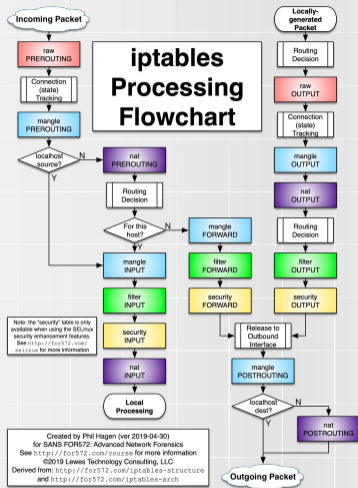 Incoming Packet
raw
PREROUTING
Connection
(state)
Tracking
mangle
PREROUTING
localhost
source?
N
Y
nat
PREROUTING
Routing
Decision
For this
host?
N
Y
mangle
INPUT
filter
INPUT
security
INPUT
nat
INPUT
Local
Processing
iptables
Processing
Flowchart
mangle
FORWARD
filter
FORWARD
security
FORWARD
Locally-
generated
Packet
Routing
Decision
raw
OUTPUT
Connection
(state)
Tracking
mangle
OUTPUT
nat
OUTPUT
Routing
Decision
filter
OUTPUT
security
OUTPUT
Release to
Outbound
Interface
mangle
POSTROUTING
localhost
dest?
N
Y
nat
POSTROUTING
Outgoing Packet
Note: the "security" table is only
available when using the SELinux
security enhancement features.
See http://for572.com/
selinux for more information
Created by Phil Hagen (ver 2019-04-30)
for SANS FOR572: Advanced Network Forensics
See http://for572.com/course for more information
©2019 Lewes Technology Consulting, LLC
Derived from: http://for572.com/iptables-structure
and http://for572.com/iptables-arch